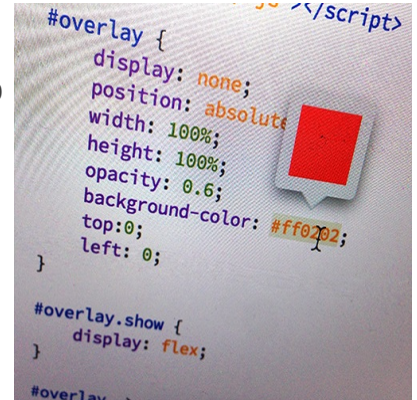 ></script>
#overlay {
display: none;
position: absolute
width: 100%;
height: 100%;
opacity: 0.6;
background-color: #ff0202;
top:0;
left: 0;
}
#overlay.show {
display: flex;
}
#overlay